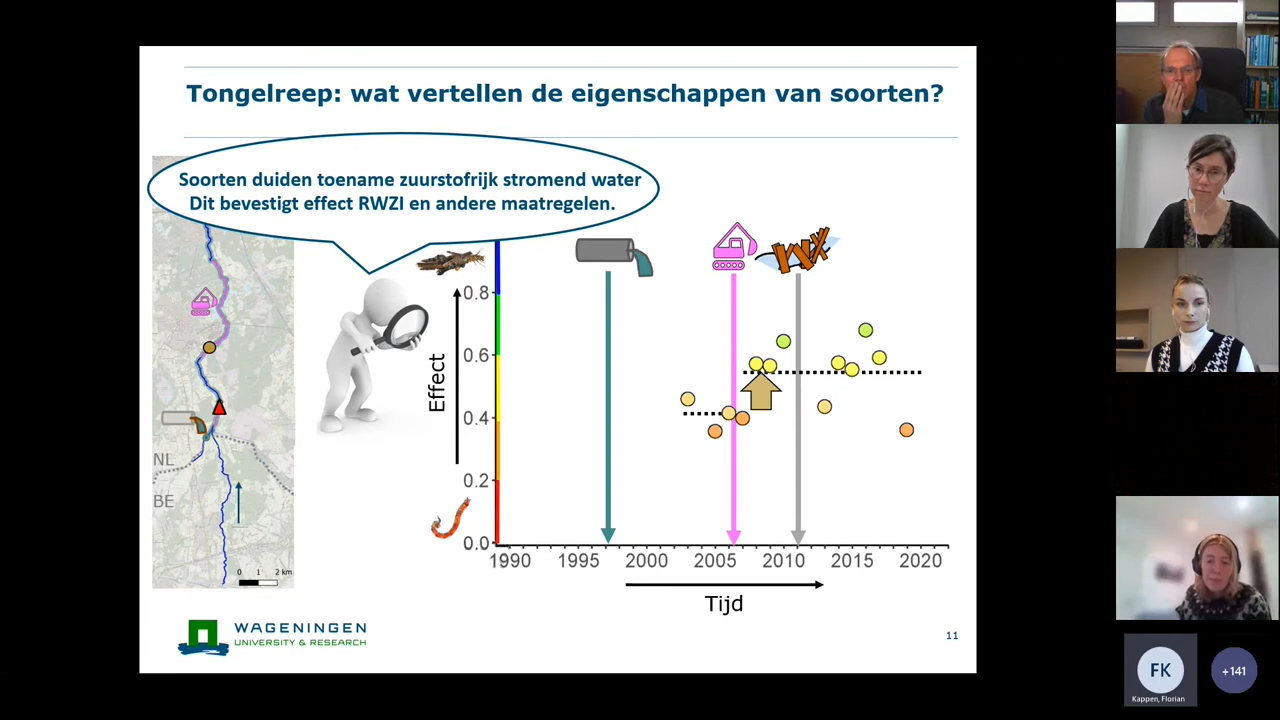 Tongelreep: wat vertellen de eigenschappen van soorten?
Soorten duiden toename zuurstofrijk stromend water
Dit bevestigt effect RWZI en andere maatregelen.
NL
BE
0 1 2 km
Effect
0.8
0.6
0.4
0.2
0.0
1990 1995 2000 2005 2010 2015 2020
Tijd
WAGENINGEN
UNIVERSITY & RESEARCH
11
FK
Kappen, Florian
+141